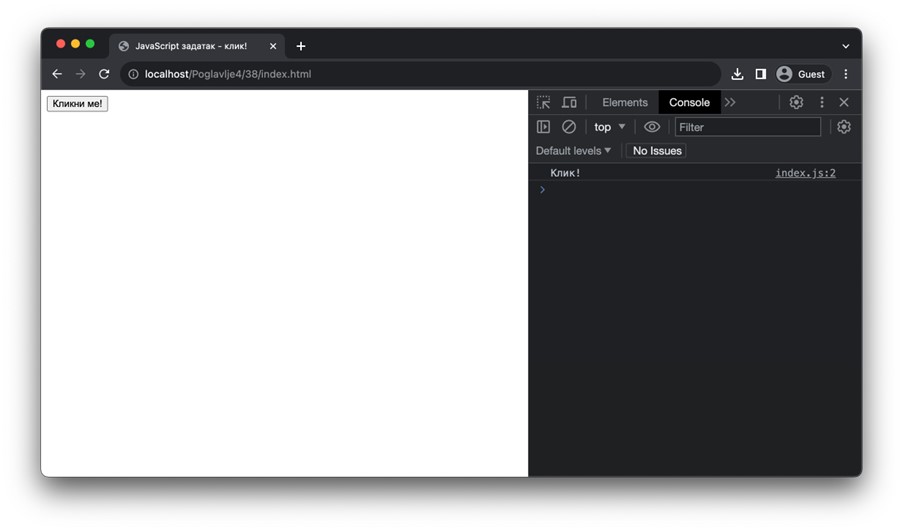 JavaScript задатак - клик!
localhost/Poglavlje4/38/index.html
Guest
Кликни ме!
Elements
Console
top
Filter
Default levels
No Issues
Клик!
index.js:2